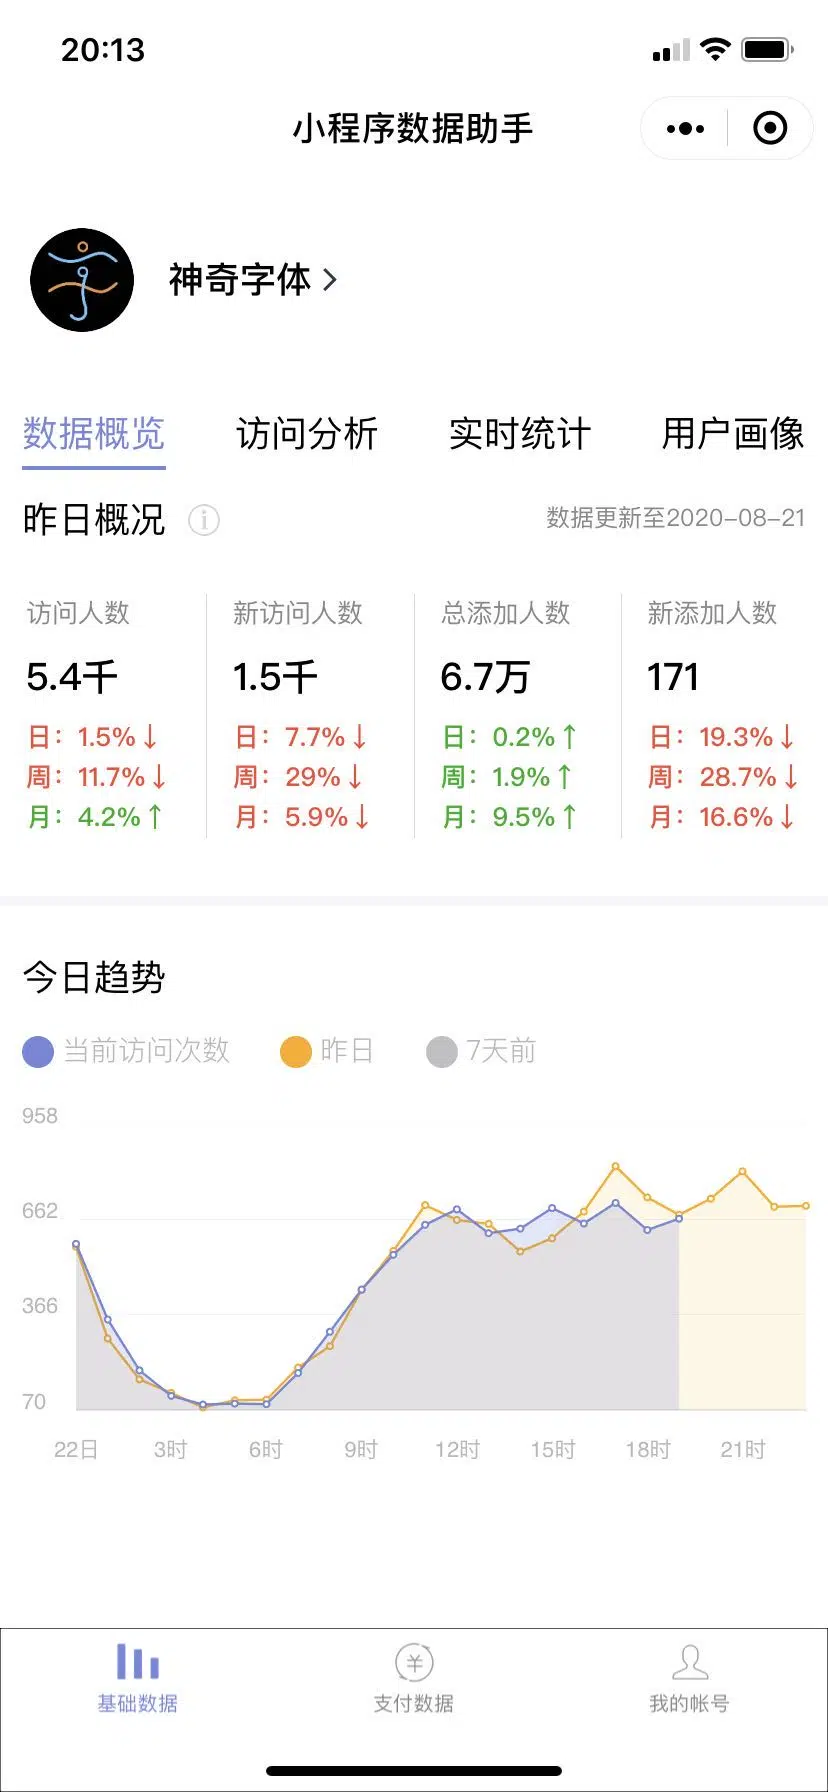 20:13
小程序数据助手
神奇字体
数据概览 访问分析 实时统计 用户画像
昨日概况 数据更新至2020-08-21
访问人数 新访问人数 总添加人数 新添加人数
5.4千 1.5千 6.7万 171
日：1.5%↓ 日：7.7%↓ 日：0.2%↑ 日：19.3%↓
周：11.7%↓ 周：29%↓ 周：1.9%↑ 周：28.7%↓
月：4.2%↑ 月：5.9%↓ 月：9.5%↑ 月：16.6%↓
今日趋势
当前访问次数 昨日 7天前
958
662
366
70
22日 3时 6时 9时 12时 15时 18时 21时
基础数据 支付数据 我的帐号